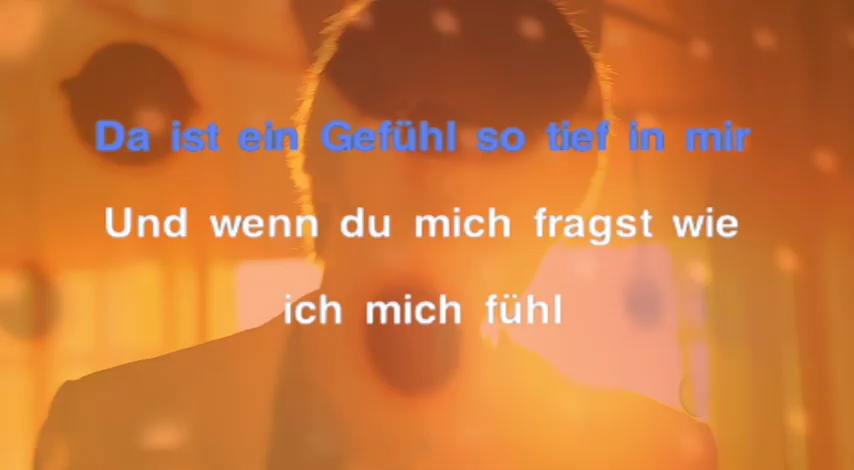 Da ist ein Gefühl so tief in mir
Und wenn du mich fragst wie
ich mich fühl